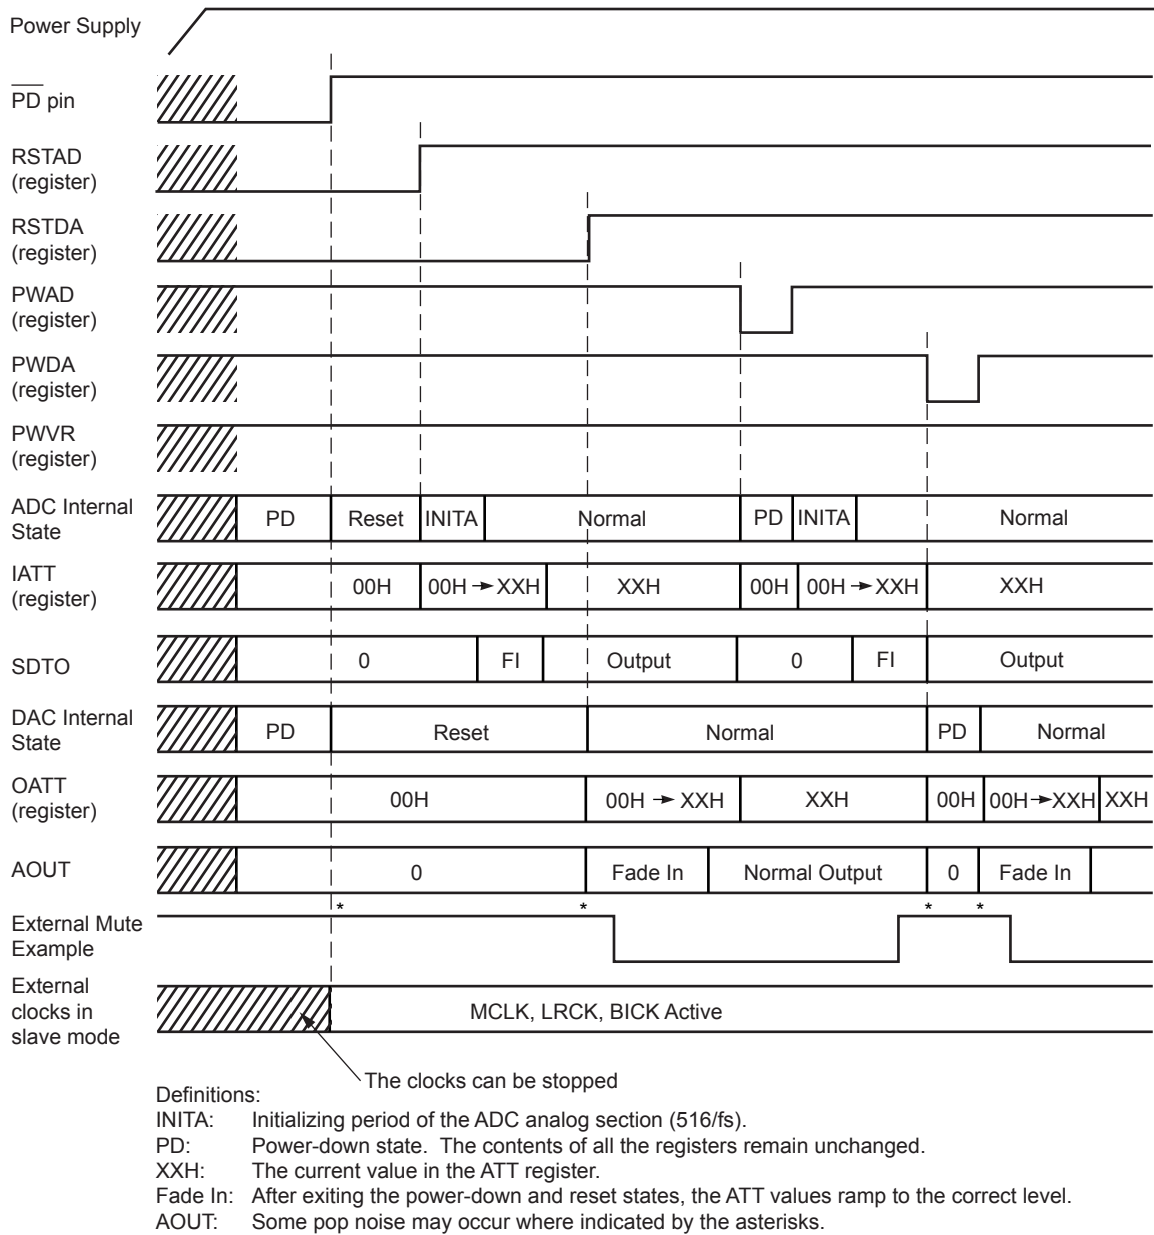 Power Supply
PD pin
RSTAD
(register)
RSTDA
(register)
PWAD
(register)
PWDA
(register)
PWVR
(register)
ADC Internal
State
PD Reset INITA Normal PD INITA Normal
IATT
(register)
00H 00H → XXH XXH 00H 00H → XXH XXH
SDTO
0 FI Output 0 FI Output
DAC Internal
State
PD Reset Normal PD Normal
OATT
(register)
00H 00H → XXH XXH 00H 00H → XXH XXH
AOUT
0 Fade In Normal Output 0 Fade In
* * * *
External Mute
Example
External
clocks in
slave mode
MCLK, LRCK, BICK Active
The clocks can be stopped
Definitions:
INITA: Initializing period of the ADC analog section (516/fs).
PD: Power-down state. The contents of all the registers remain unchanged.
XXH: The current value in the ATT register.
Fade In: After exiting the power-down and reset states, the ATT values ramp to the correct level.
AOUT: Some pop noise may occur where indicated by the asterisks.